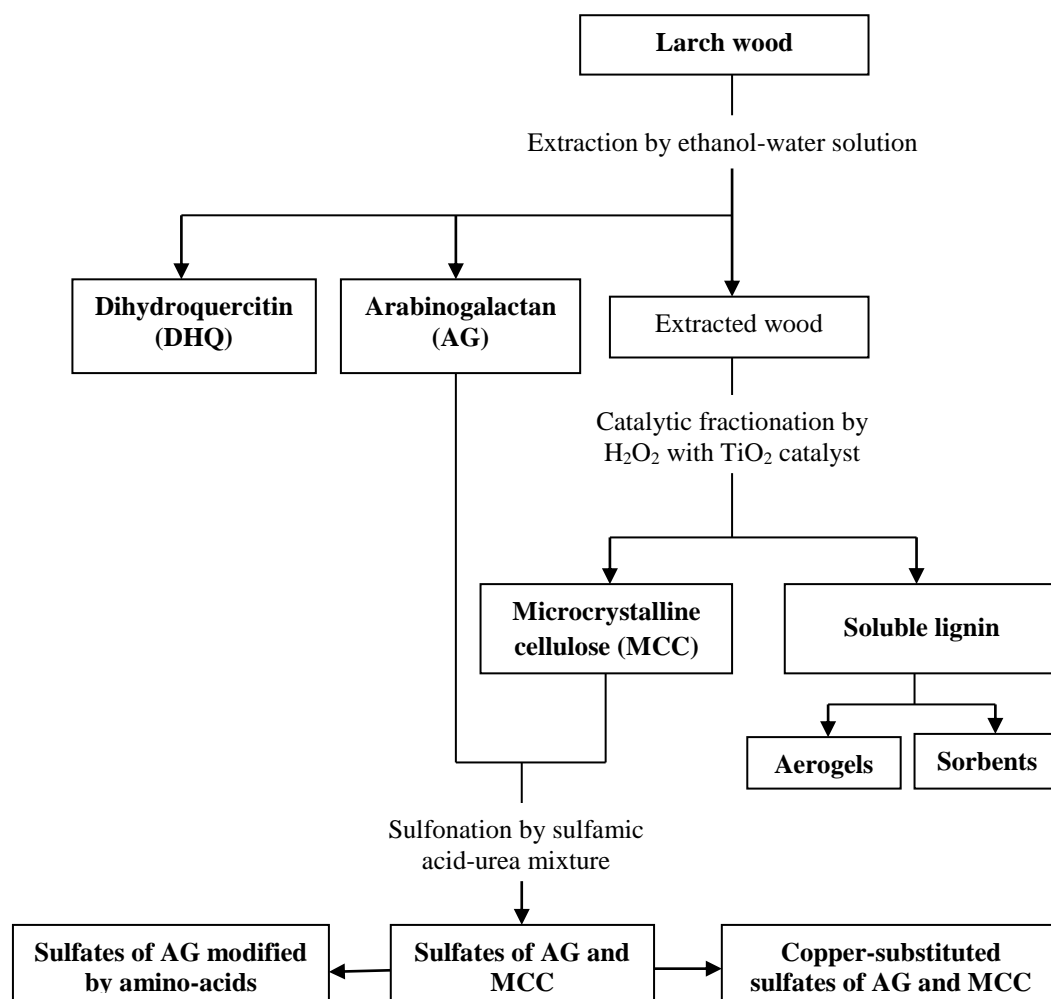 Larch wood
Extraction by ethanol-water solution
Dihydroquercitin
(DHQ)
Arabinogalactan
(AG)
Extracted wood
Catalytic fractionation by
H₂O₂ with TiO₂ catalyst
Microcrystalline
cellulose (MCC)
Soluble lignin
Aerogels
Sorbents
Sulfonation by sulfamic
acid-urea mixture
Sulfates of AG modified
by amino-acids
Sulfates of AG and
MCC
Copper-substituted
sulfates of AG and MCC